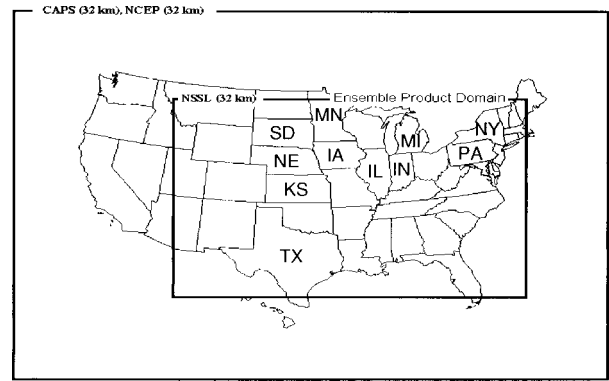 CAPS (32 km), NCEP (32 km)
NSSL (32 km) Ensemble Product Domain
MN
SD
MI
NY
IA
PA
NE
IL
IN
KS
TX